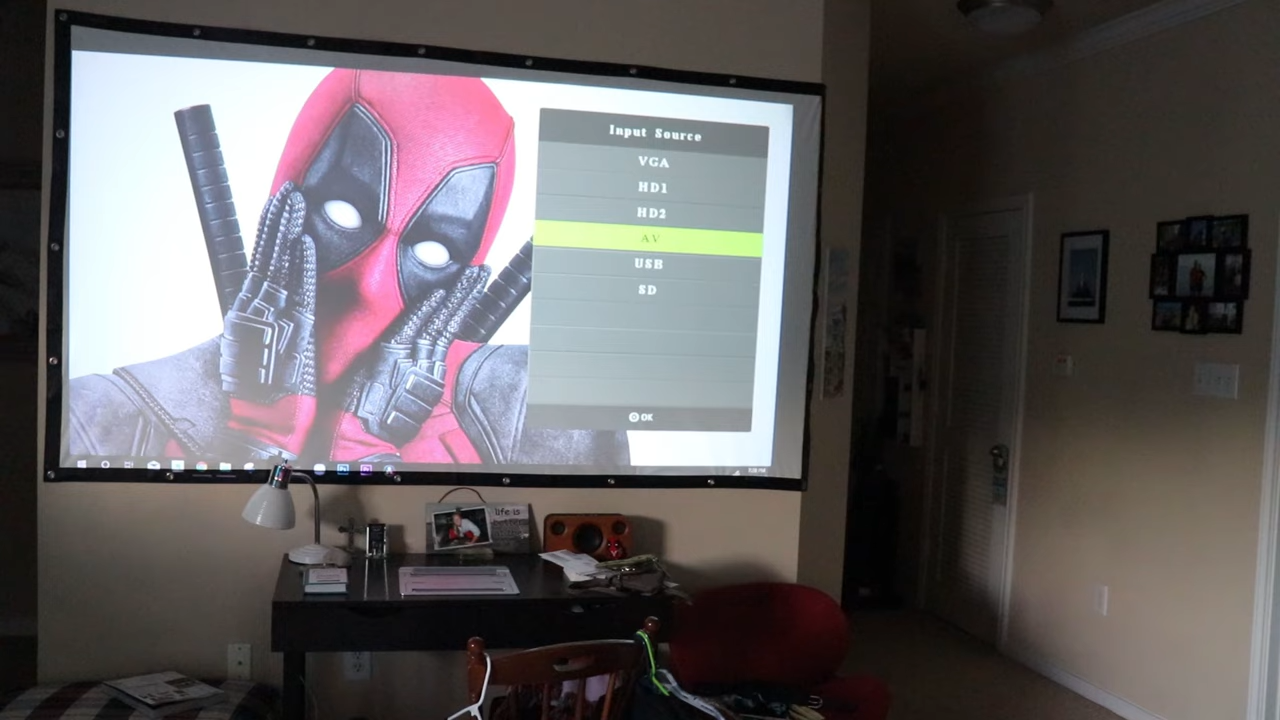 Input Source
VGA
HD1
HD2
AV
USB
SD
OK
life is